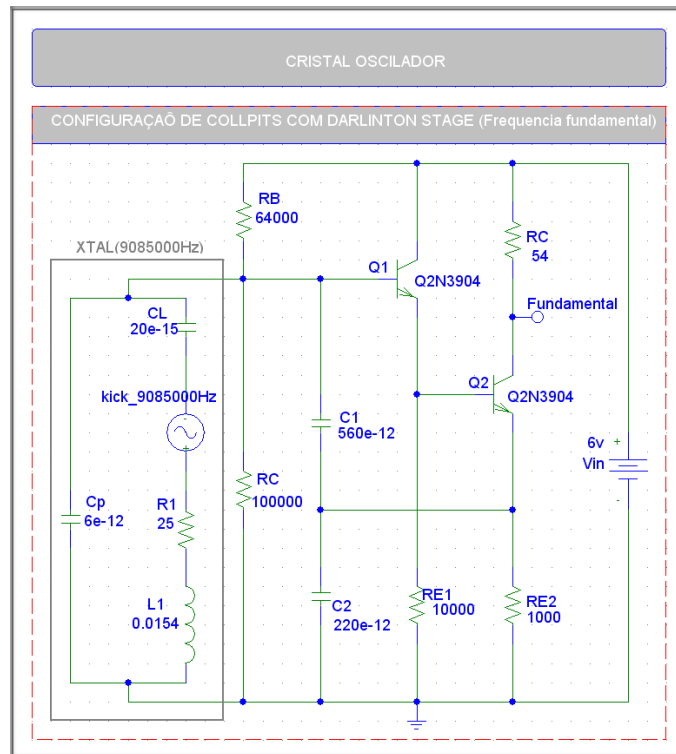 CRISTAL OSCILADOR
CONFIGURAÇAÕ DE COLLPITS COM DARLINTON STAGE (Frequencia fundamental)
RB
64000
RC
54
XTAL(9085000Hz)
Q1
Q2N3904
Fundamental
CL
20e-15
Q2
Q2N3904
kick_9085000Hz
C1
560e-12
6v
Vin
+
-
RC
100000
Cp
6e-12
R1
25
+
L1
0.0154
C2
220e-12
RE1
10000
RE2
1000